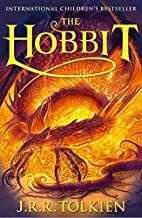 INTERNATIONAL CHILDREN'S BESTSELLER
THE
HOBBIT
J.R.R. TOLKIEN